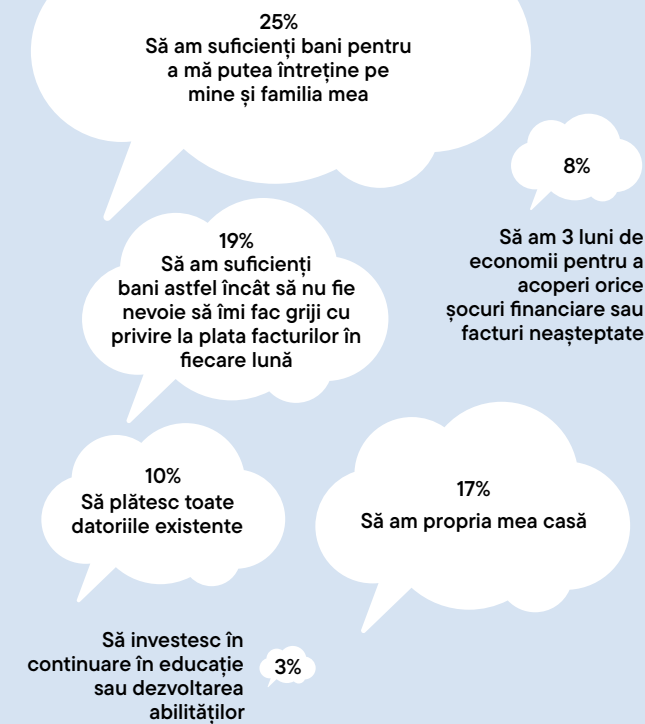 25%
Să am suficienți bani pentru
a mă putea întreține pe
mine și familia mea
8%
Să am 3 luni de
economii pentru a
acoperi orice
șocuri financiare sau
facturi neașteptate
19%
Să am suficienți
bani astfel încât să nu fie
nevoie să îmi fac griji cu
privire la plata facturilor în
fiecare lună
10%
Să plătesc toate
datoriile existente
17%
Să am propria mea casă
Să investesc în
continuare în educație
sau dezvoltarea
abilităților
3%